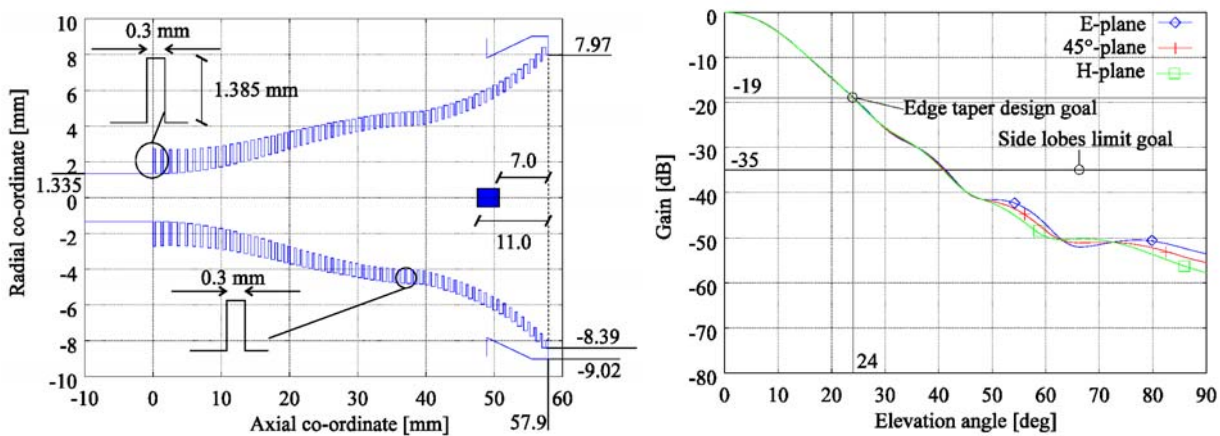 10
8
6
4
2
0
-2
-4
-6
-8
-10
Radial co-ordinate [mm]
0.3 mm
1.385 mm
1.335
7.97
7.0
11.0
0.3 mm
-8.39
-9.02
-10 0 10 20 30 40 50 60
57.9
Axial co-ordinate [mm]
0
-10
-20
-30
-40
-50
-60
-70
-80
Gain [dB]
-19
-35
E-plane
45°-plane
H-plane
Edge taper design goal
Side lobes limit goal
24
0 10 20 30 40 50 60 70 80 90
Elevation angle [deg]